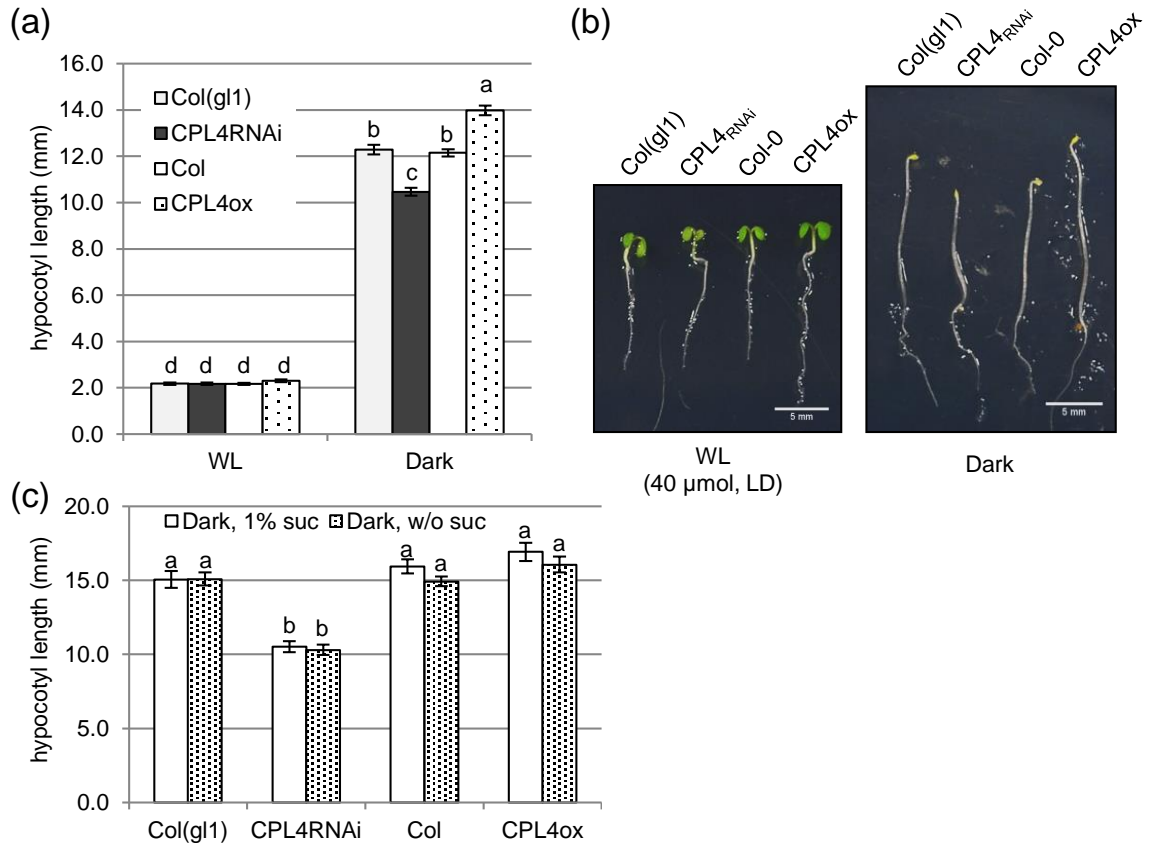 (a)
16.0
14.0
12.0
10.0
8.0
6.0
4.0
2.0
0.0
hypocotyl length (mm)
Col(gl1)
CPL4RNAi
Col
CPL4ox
d d d d
b c b a
WL Dark
(b)
Col(gl1) CPL4RNAi Col-0 CPL4ox
5 mm
WL
(40 µmol, LD)
Col(gl1) CPL4RNAi Col-0 CPL4ox
5 mm
Dark
(c)
20.0
15.0
10.0
5.0
0.0
hypocotyl length (mm)
Dark, 1% suc Dark, w/o suc
a a b b a a a a
Col(gl1) CPL4RNAi Col CPL4ox